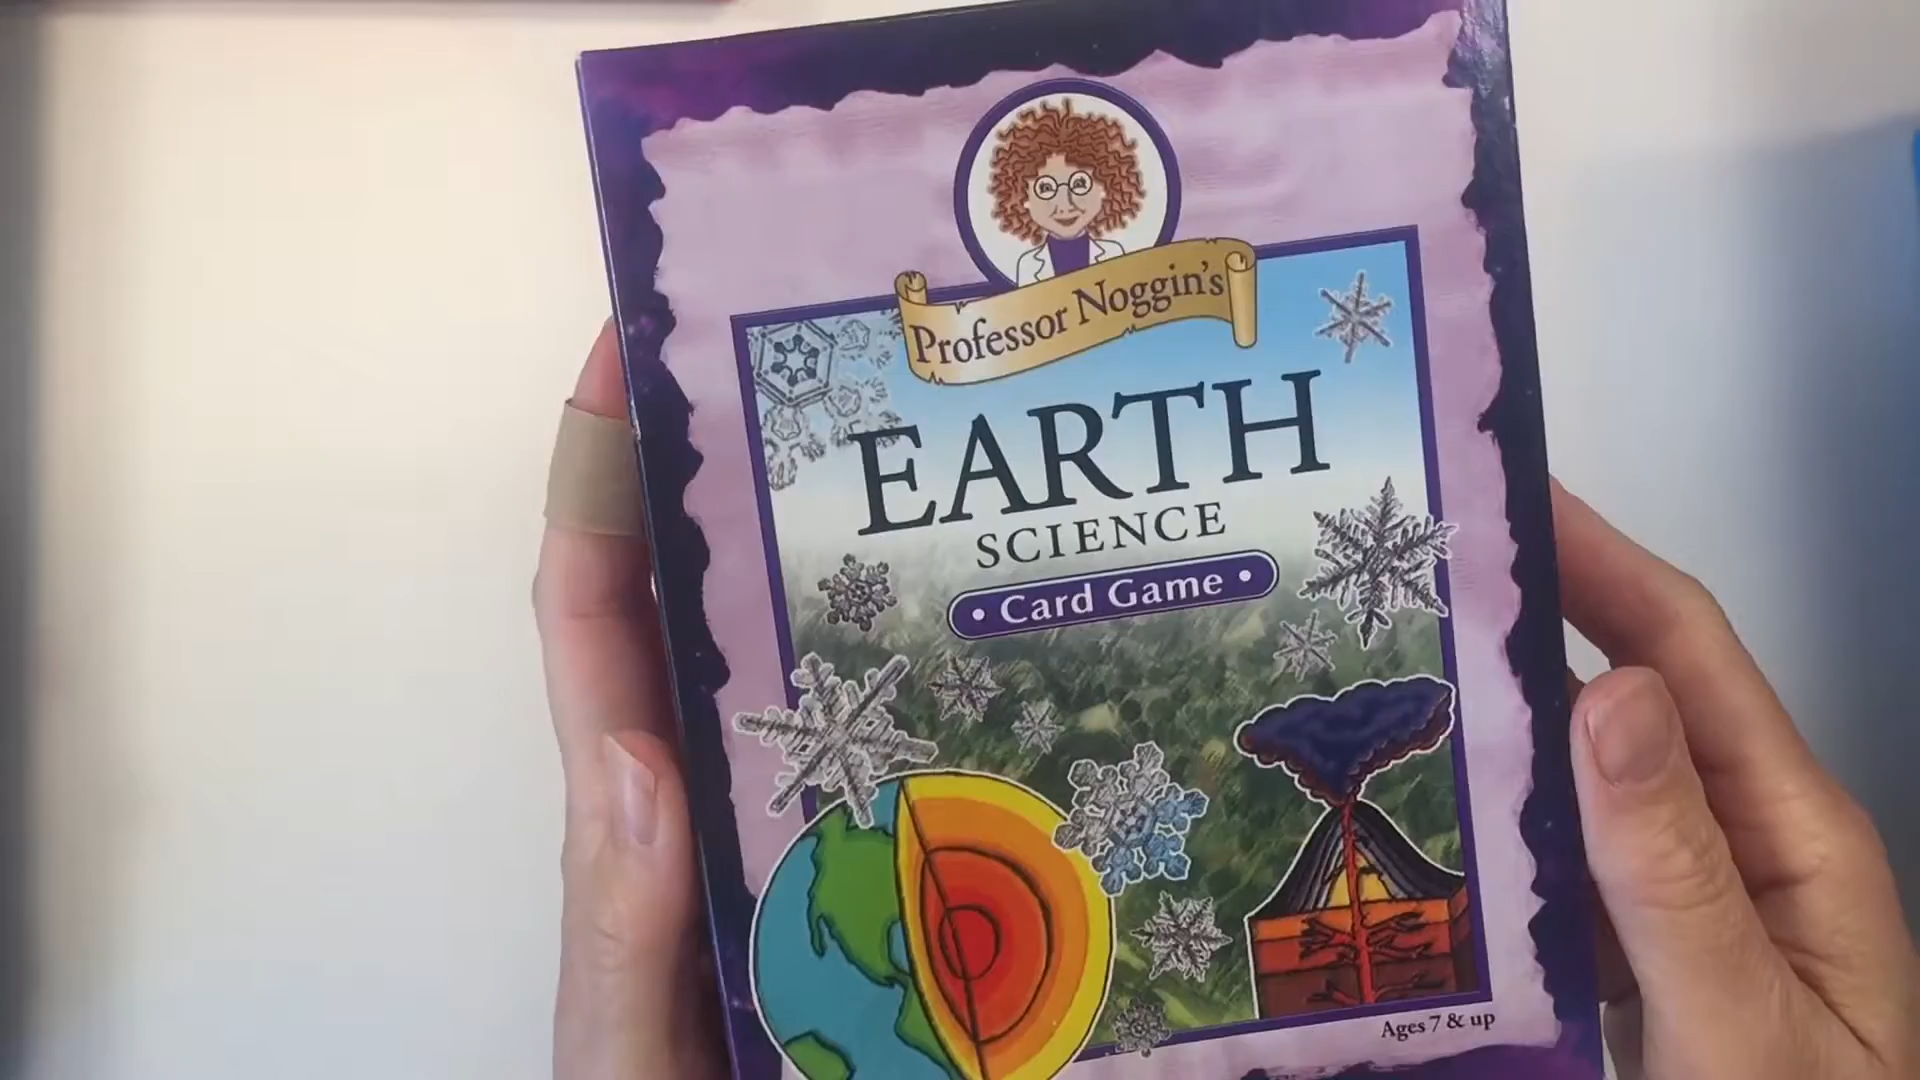 Professor Noggin's
EARTH
SCIENCE
• Card Game •
Ages 7 & up